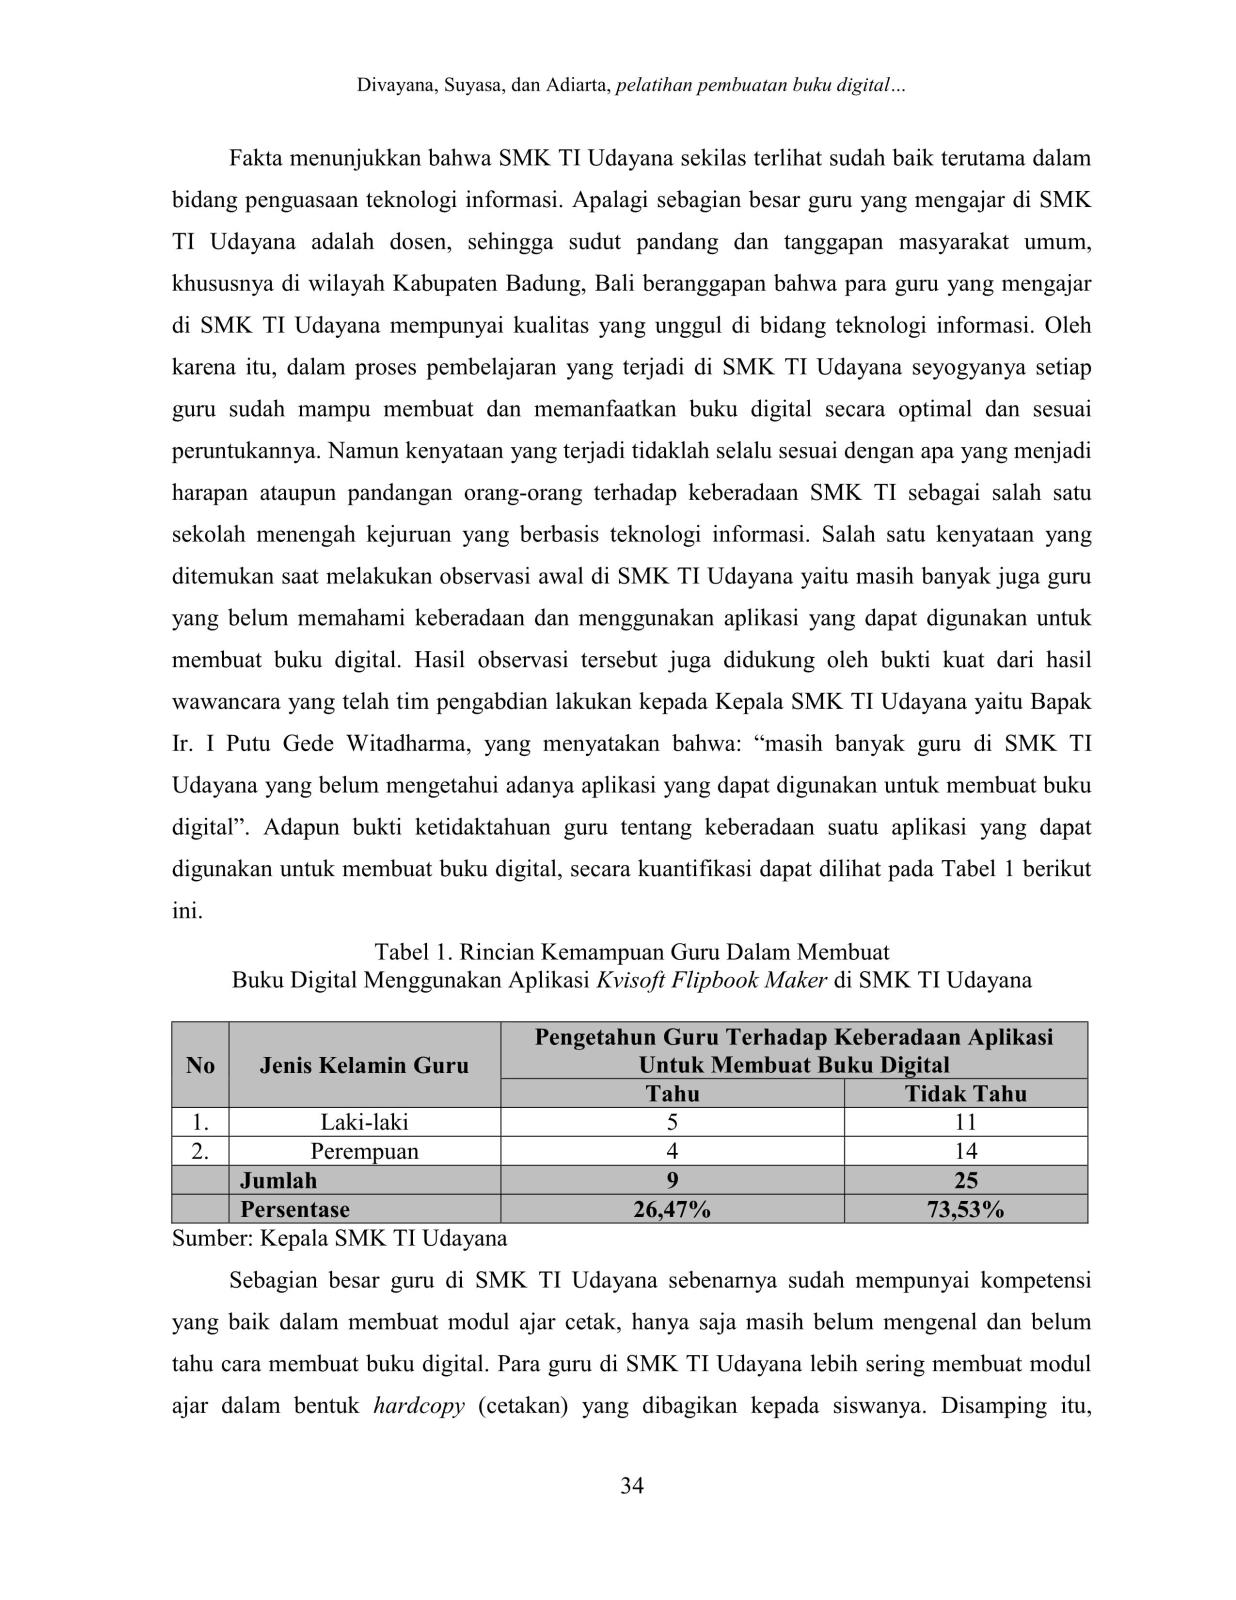 Divayana, Suyasa, dan Adiarta, pelatihan pembuatan buku digital...
Fakta menunjukkan bahwa SMK TI Udayana sekilas terlihat sudah baik terutama dalam
bidang penguasaan teknologi informasi. Apalagi sebagian besar guru yang mengajar di SMK
TI Udayana adalah dosen, sehingga sudut pandang dan tanggapan masyarakat umum,
khususnya di wilayah Kabupaten Badung, Bali beranggapan bahwa para guru yang mengajar
di SMK TI Udayana mempunyai kualitas yang unggul di bidang teknologi informasi. Oleh
karena itu, dalam proses pembelajaran yang terjadi di SMK TI Udayana seyogyanya setiap
guru sudah mampu membuat dan memanfaatkan buku digital secara optimal dan sesuai
peruntukannya. Namun kenyataan yang terjadi tidaklah selalu sesuai dengan apa yang menjadi
harapan ataupun pandangan orang-orang terhadap keberadaan SMK TI sebagai salah satu
sekolah menengah kejuruan yang berbasis teknologi informasi. Salah satu kenyataan yang
ditemukan saat melakukan observasi awal di SMK TI Udayana yaitu masih banyak juga guru
yang belum memahami keberadaan dan menggunakan aplikasi yang dapat digunakan untuk
membuat buku digital. Hasil observasi tersebut juga didukung oleh bukti kuat dari hasil
wawancara yang telah tim pengabdian lakukan kepada Kepala SMK TI Udayana yaitu Bapak
Ir. I Putu Gede Witadharma, yang menyatakan bahwa: “masih banyak guru di SMK TI
Udayana yang belum mengetahui adanya aplikasi yang dapat digunakan untuk membuat buku
digital”. Adapun bukti ketidaktahuan guru tentang keberadaan suatu aplikasi yang dapat
digunakan untuk membuat buku digital, secara kuantifikasi dapat dilihat pada Tabel 1 berikut
ini.
Tabel 1. Rincian Kemampuan Guru Dalam Membuat
Buku Digital Menggunakan Aplikasi Kvisoft Flipbook Maker di SMK TI Udayana
No Jenis Kelamin Guru Pengetahun Guru Terhadap Keberadaan Aplikasi
Untuk Membuat Buku Digital
Tahu Tidak Tahu
1. Laki-laki 5 11
2. Perempuan 4 14
Jumlah 9 25
Persentase 26,47% 73,53%
Sumber: Kepala SMK TI Udayana
Sebagian besar guru di SMK TI Udayana sebenarnya sudah mempunyai kompetensi
yang baik dalam membuat modul ajar cetak, hanya saja masih belum mengenal dan belum
tahu cara membuat buku digital. Para guru di SMK TI Udayana lebih sering membuat modul
ajar dalam bentuk hardcopy (cetakan) yang dibagikan kepada siswanya. Disamping itu,
34